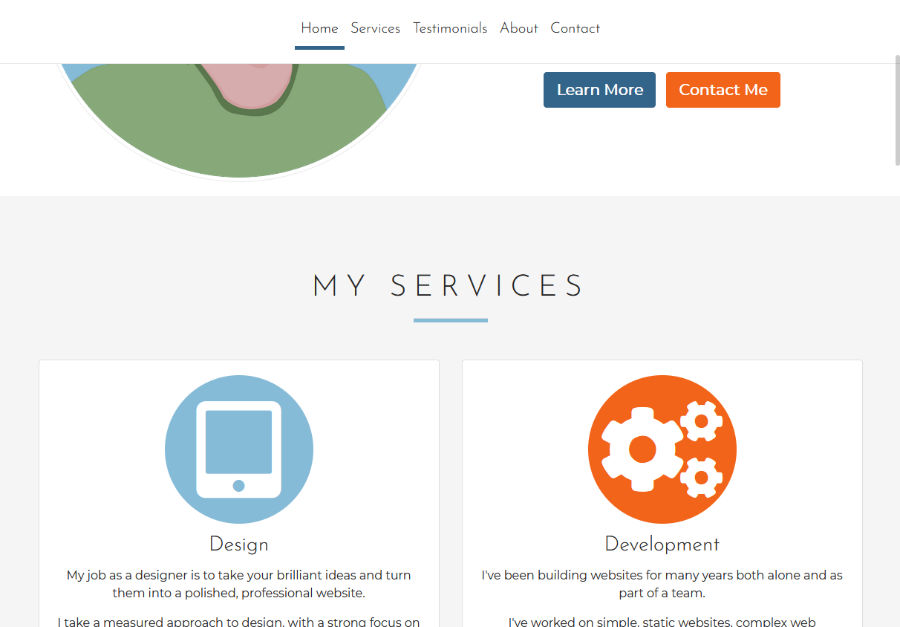 Home Services Testimonials About Contact
Learn More Contact Me
MY SERVICES
Design
My job as a designer is to take your brilliant ideas and turn
them into a polished, professional website.
I take a measured approach to design, with a strong focus on
Development
I've been building websites for many years both alone and as
part of a team.
I've worked on simple, static websites, complex web